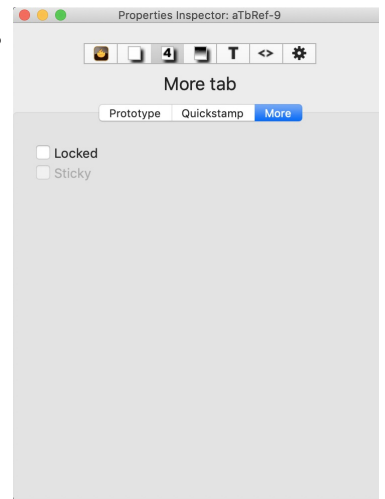 Properties Inspector: aTbRef-9
4 T <>
More tab
Prototype Quickstamp More
Locked
Sticky